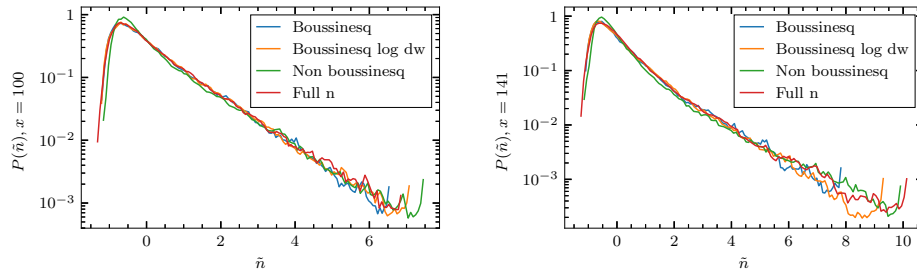 1
10⁻¹
10⁻²
10⁻³
P(ñ), x = 100
0
2
4
6
ñ
Boussinesq
Boussinesq log dw
Non boussinesq
Full n
1
10⁻¹
10⁻²
10⁻³
P(ñ), x = 141
0
2
4
6
8
10
ñ
Boussinesq
Boussinesq log dw
Non boussinesq
Full n